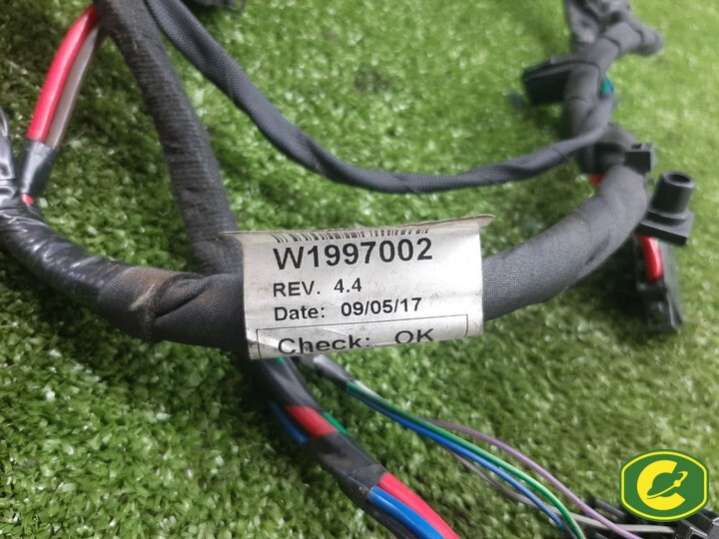 W1997002
REV. 4.4
Date: 09/05/17
Check: OK